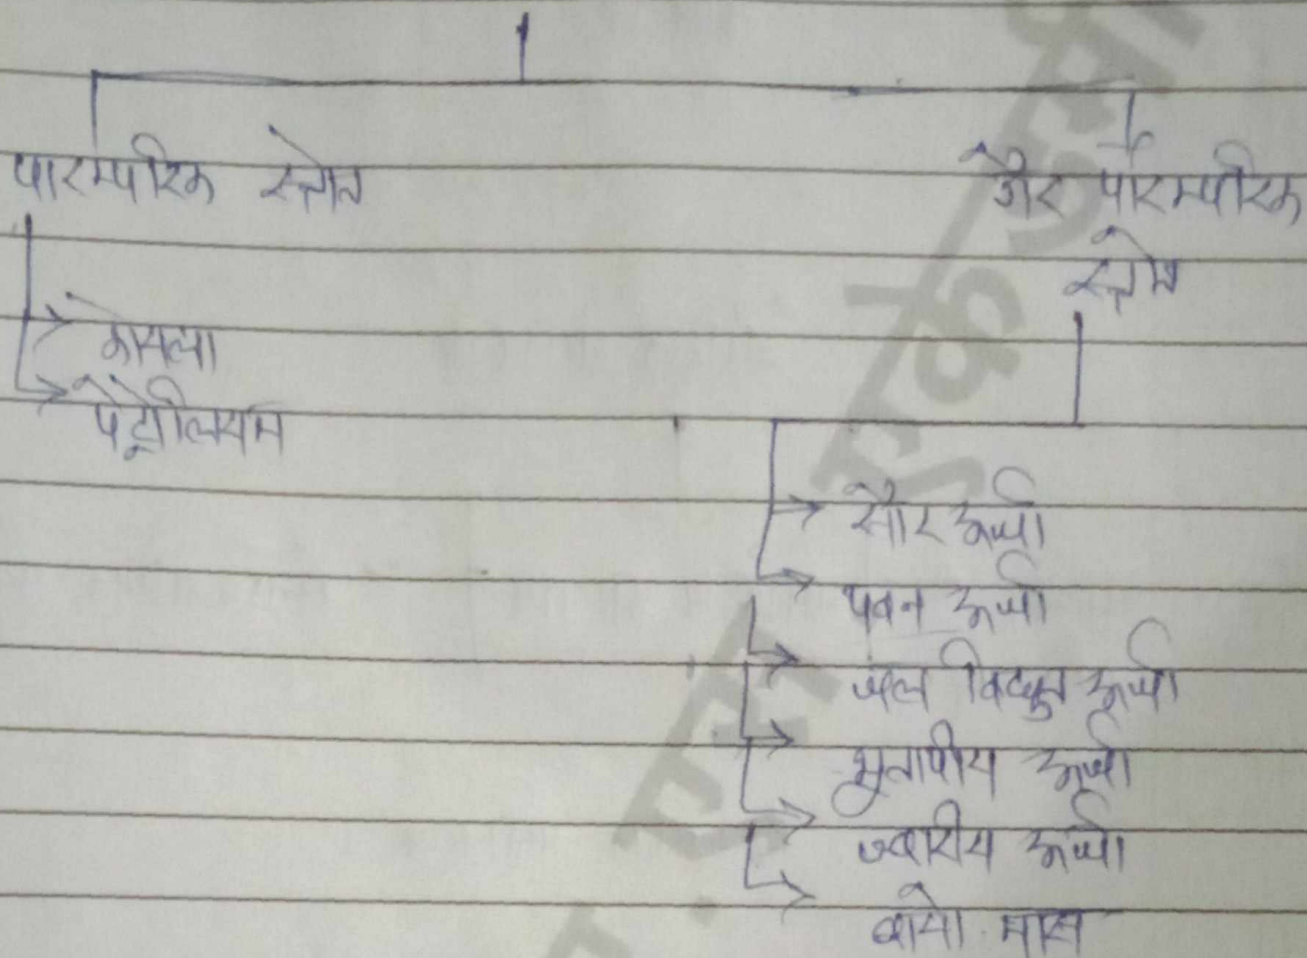 पारम्परिक स्त्रोत
गैर पारम्परिक
स्त्रोत
कोयला
पेट्रोलियम
सौर ऊर्जा
पवन ऊर्जा
जल विद्युत ऊर्जा
भुतापीय ऊर्जा
ज्वारीय ऊर्जा
बायो मास